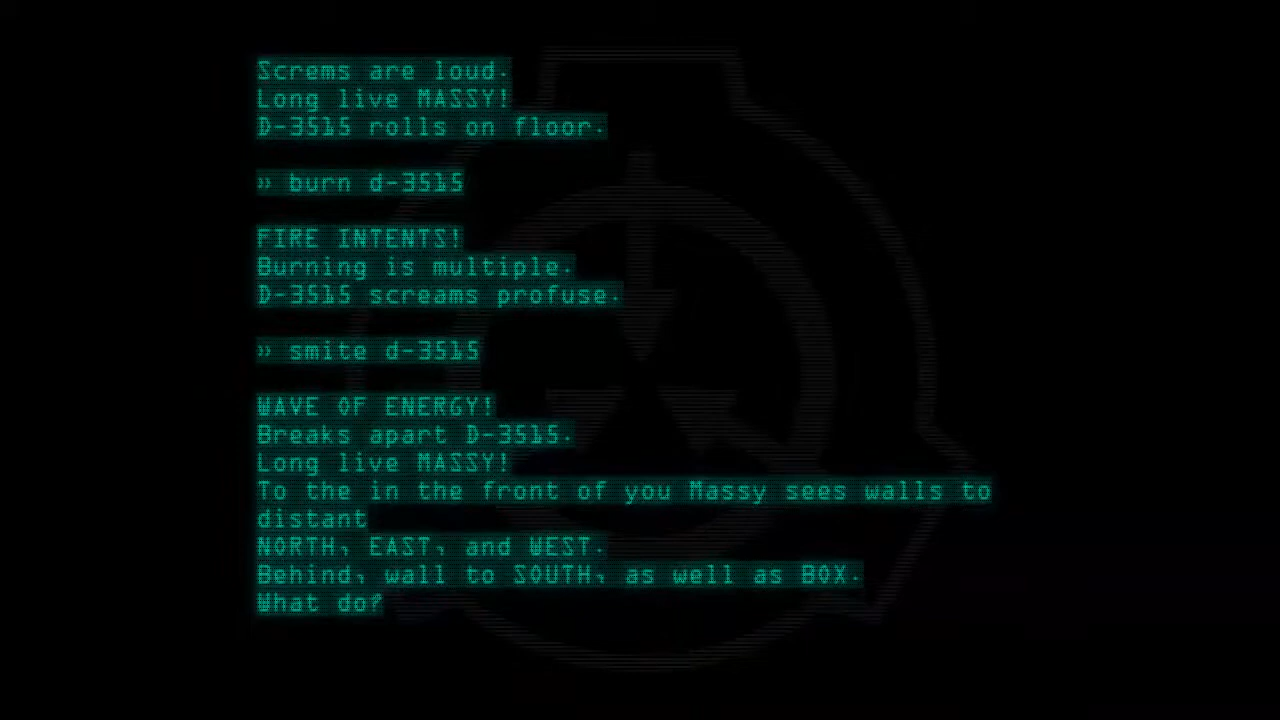 Screms are loud.
Long live MASSY!
D-3515 rolls on floor.
» burn d-3515
FIRE INTENTS!
Burning is multiple.
D-3515 screams profuse.
» smite d-3515
WAVE OF ENERGY!
Breaks apart D-3515.
Long live MASSY!
To the in the front of you Massy sees walls to
distant
NORTH, EAST, and WEST.
Behind, wall to SOUTH, as well as BOX.
What do?